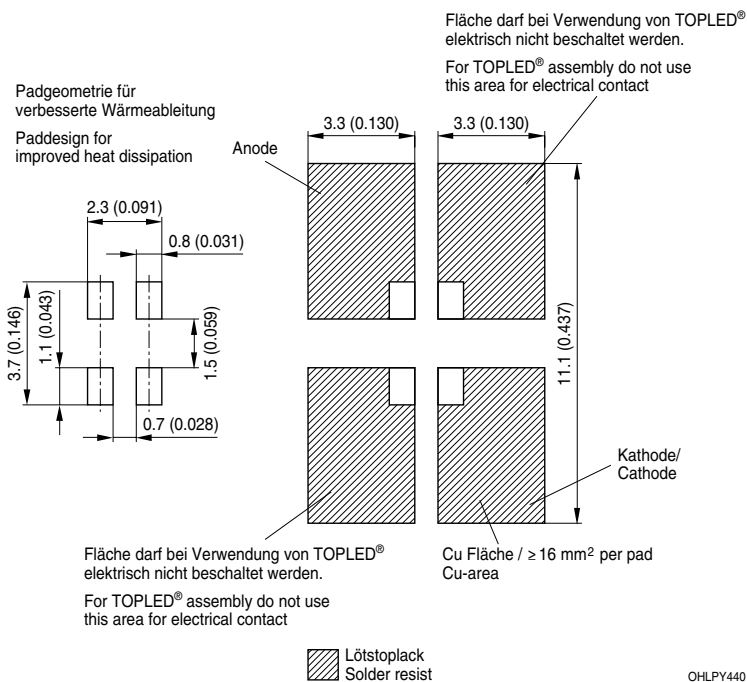 Fläche darf bei Verwendung von TOPLED®
elektrisch nicht beschaltet werden.
For TOPLED® assembly do not use
this area for electrical contact
Padgeometrie für
verbesserte Wärmeableitung
Paddesign for
improved heat dissipation
Anode
3.3 (0.130)
3.3 (0.130)
2.3 (0.091)
0.8 (0.031)
3.7 (0.146)
1.1 (0.043)
1.5 (0.059)
0.7 (0.028)
11.1 (0.437)
Kathode/
Cathode
Fläche darf bei Verwendung von TOPLED®
elektrisch nicht beschaltet werden.
For TOPLED® assembly do not use
this area for electrical contact
Cu Fläche / ≥ 16 mm² per pad
Cu-area
Lötstoplack
Solder resist
OHLPY440